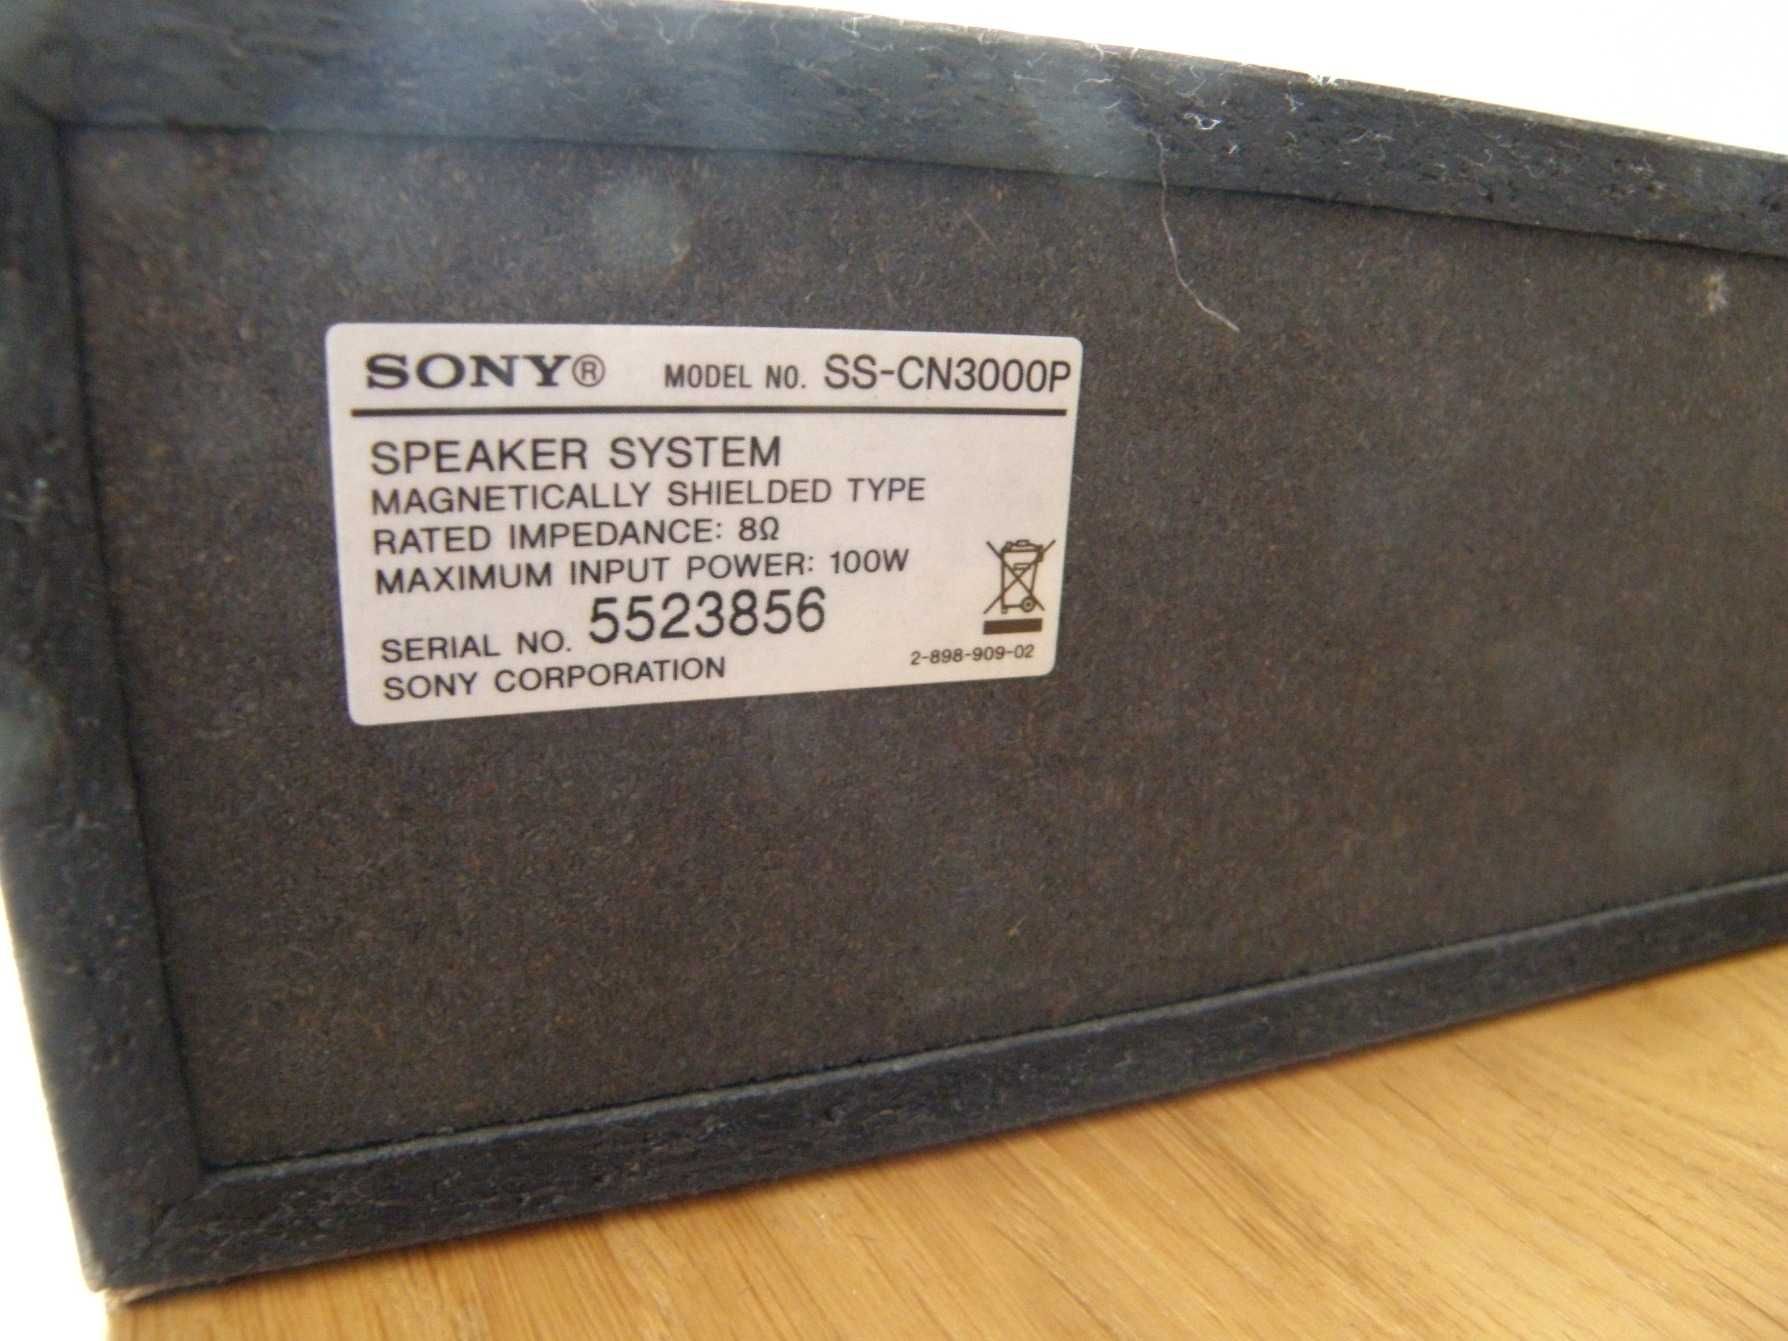 SONY® MODEL NO. SS-CN3000P
SPEAKER SYSTEM
MAGNETICALLY SHIELDED TYPE
RATED IMPEDANCE: 8Ω
MAXIMUM INPUT POWER: 100W
SERIAL NO. 5523856
SONY CORPORATION
2-898-909-02